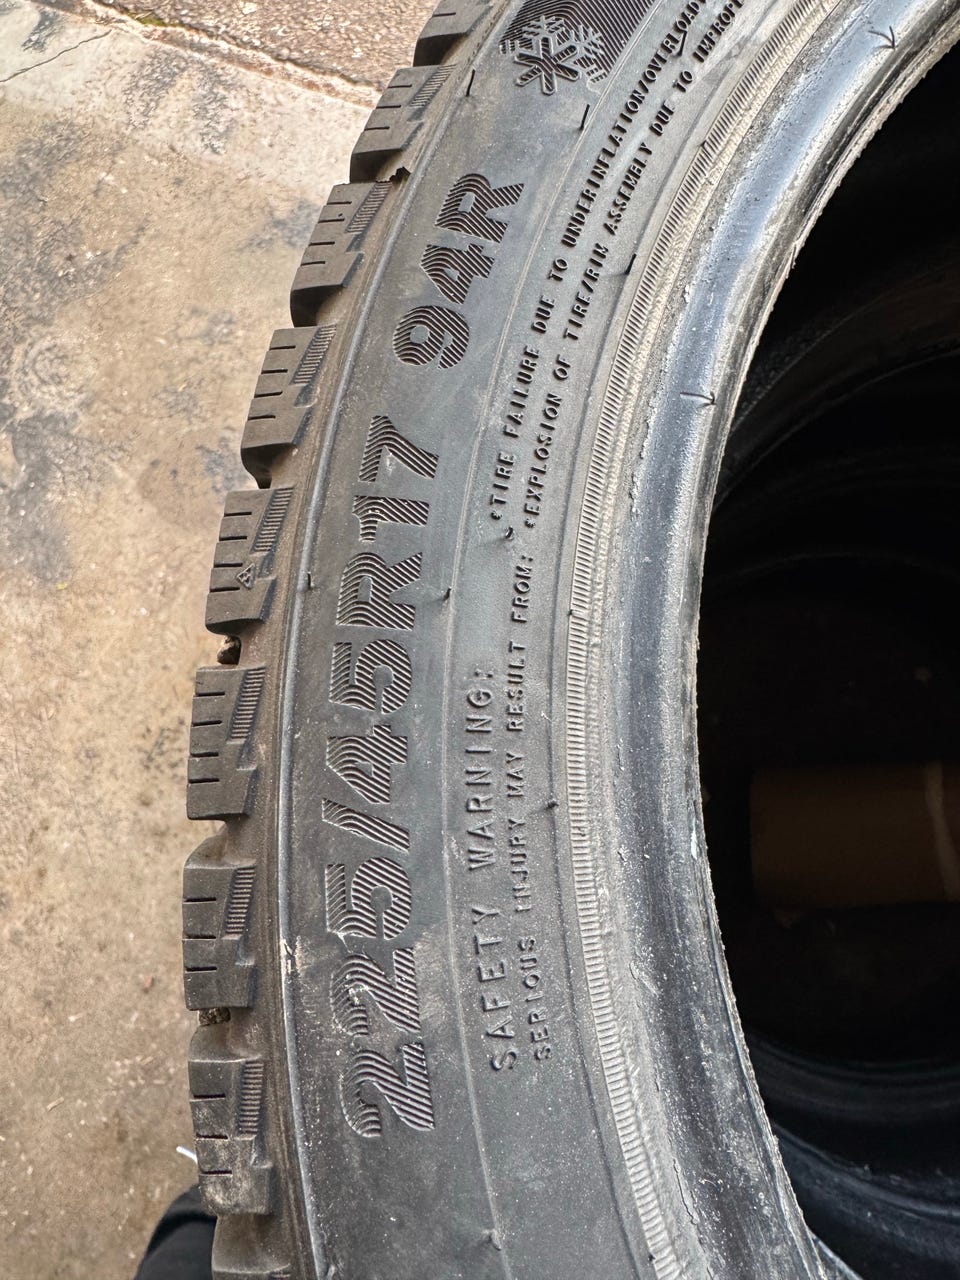 225/45R17 94R
SAFETY WARNING:
SERIOUS INJURY MAY RESULT FROM:
•TIRE FAILURE DUE TO UNDERINFLATION/OVERLOADING
•EXPLOSION OF TIRE/RIM ASSEMBLY DUE TO IMPROPER